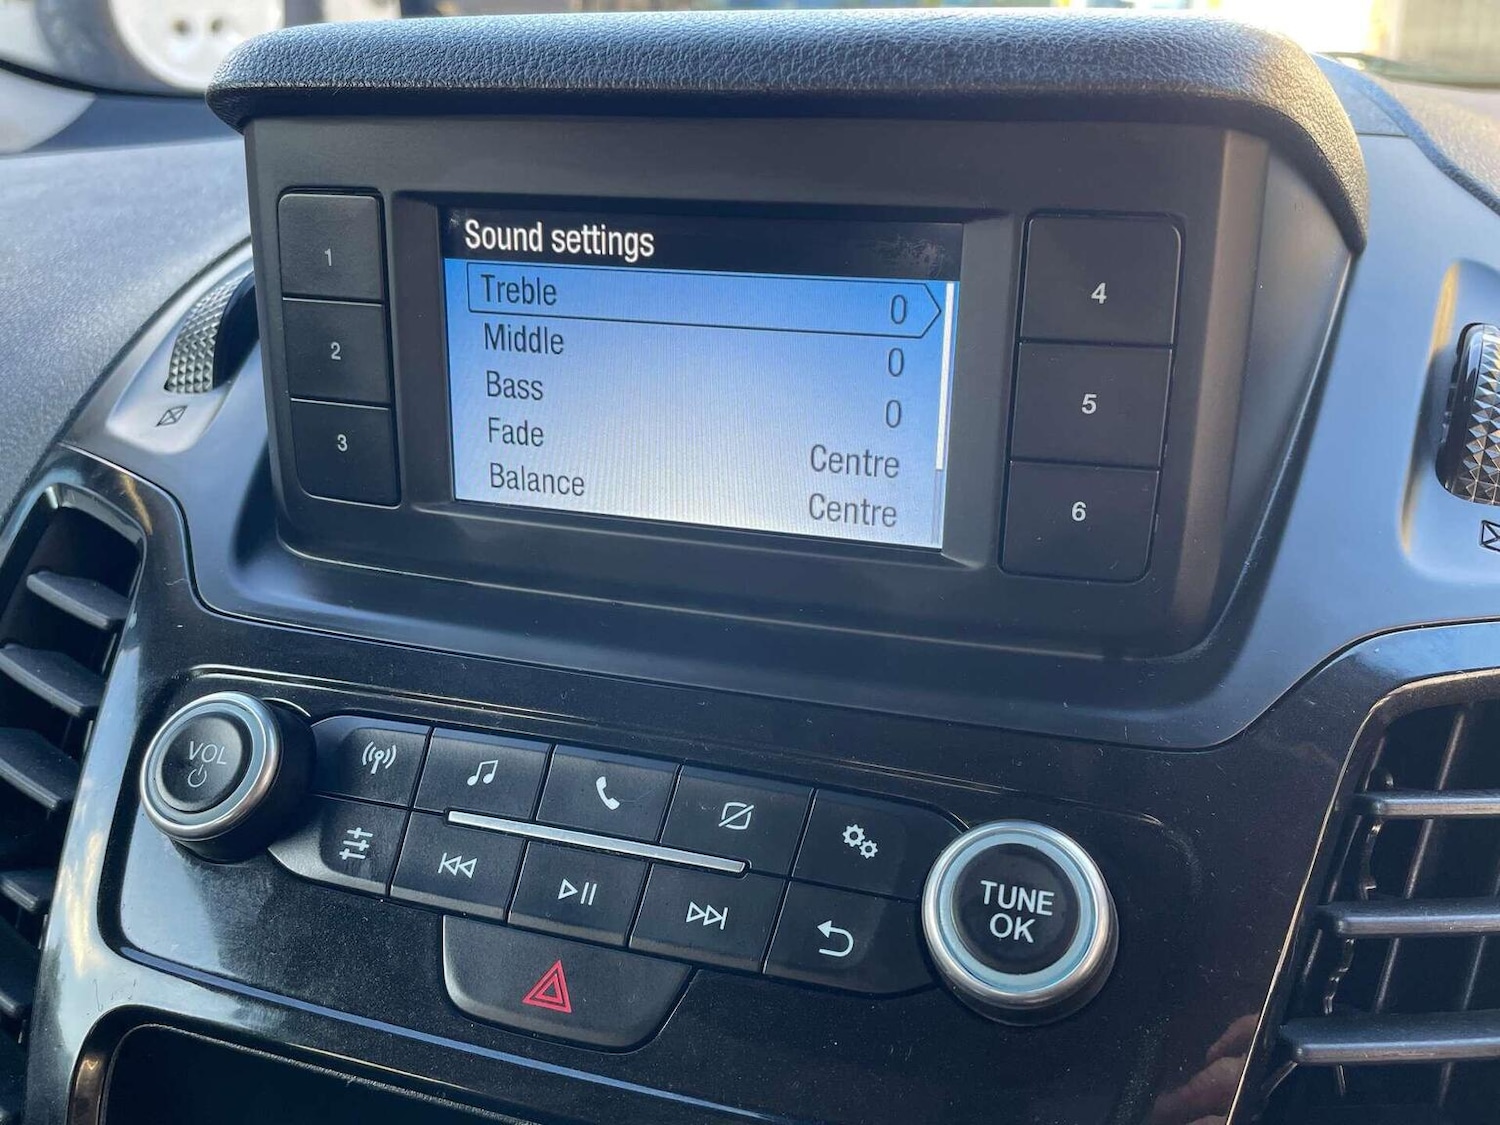 Sound settings
Treble 0
Middle 0
Bass 0
Fade Centre
Balance Centre
1
2
3
4
5
6
VOL
TUNE
OK